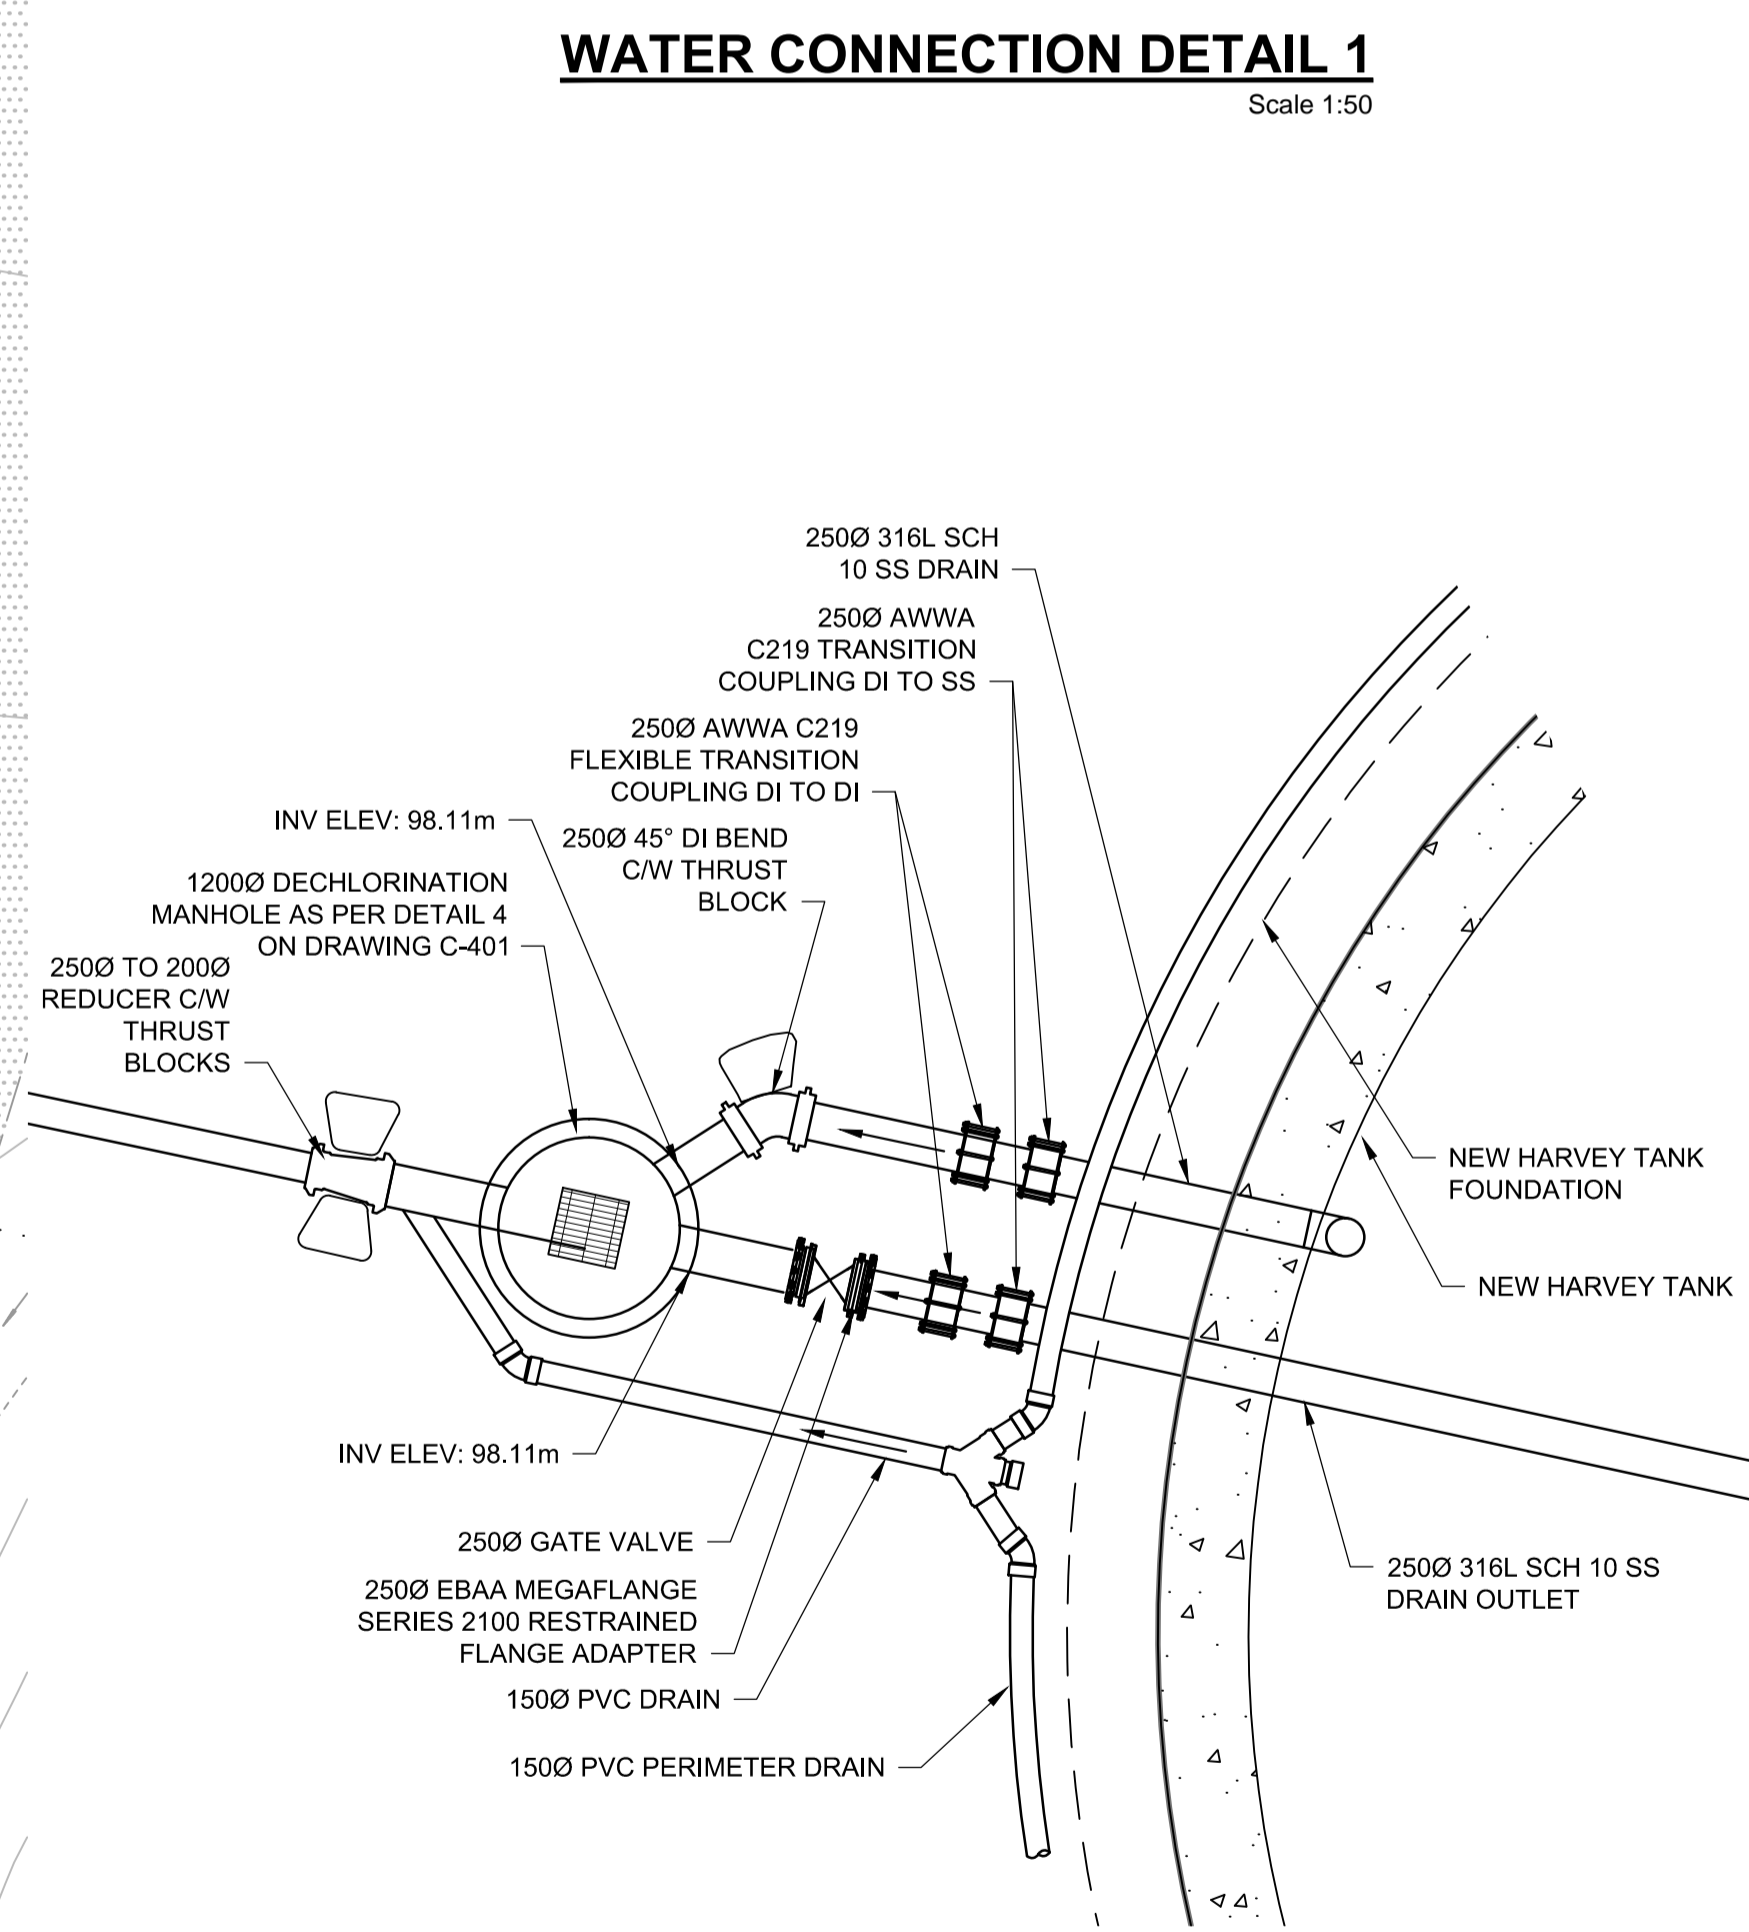 WATER CONNECTION DETAIL 1
Scale 1:50
250Ø 316L SCH
10 SS DRAIN
250Ø AWWA
C219 TRANSITION
COUPLING DI TO SS
250Ø AWWA C219
FLEXIBLE TRANSITION
COUPLING DI TO DI
INV ELEV: 98.11m
250Ø 45° DI BEND
C/W THRUST
BLOCK
1200Ø DECHLORINATION
MANHOLE AS PER DETAIL 4
ON DRAWING C-401
250Ø TO 200Ø
REDUCER C/W
THRUST
BLOCKS
NEW HARVEY TANK
FOUNDATION
NEW HARVEY TANK
INV ELEV: 98.11m
250Ø GATE VALVE
250Ø EBAA MEGAFLANGE
SERIES 2100 RESTRAINED
FLANGE ADAPTER
250Ø 316L SCH 10 SS
DRAIN OUTLET
150Ø PVC DRAIN
150Ø PVC PERIMETER DRAIN